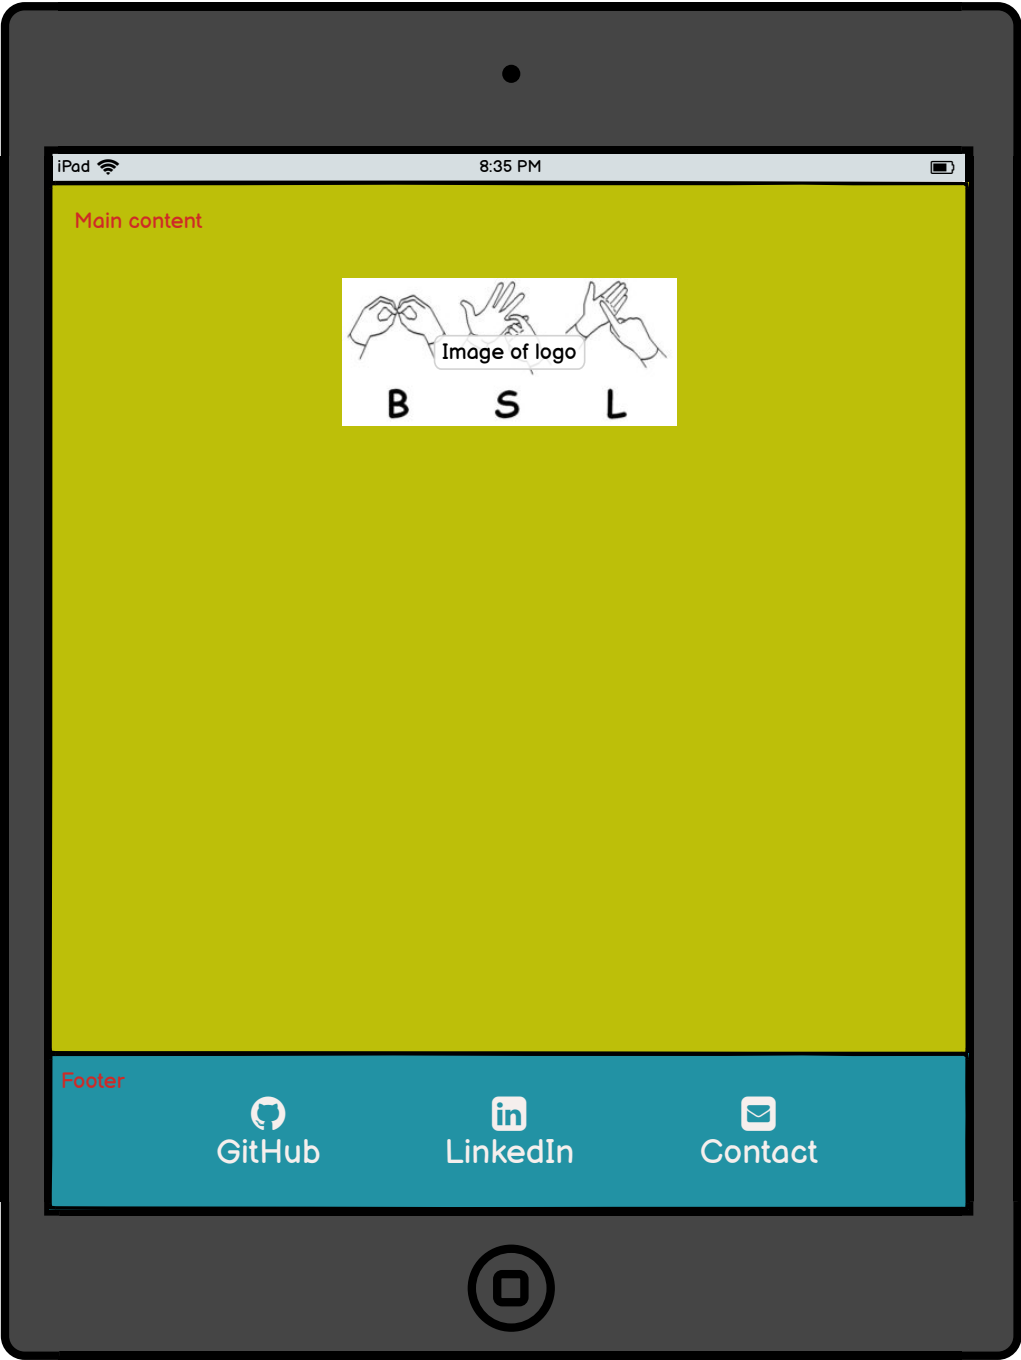 iPad 8:35 PM
Main content
Image of logo
B S L
Footer
GitHub LinkedIn Contact